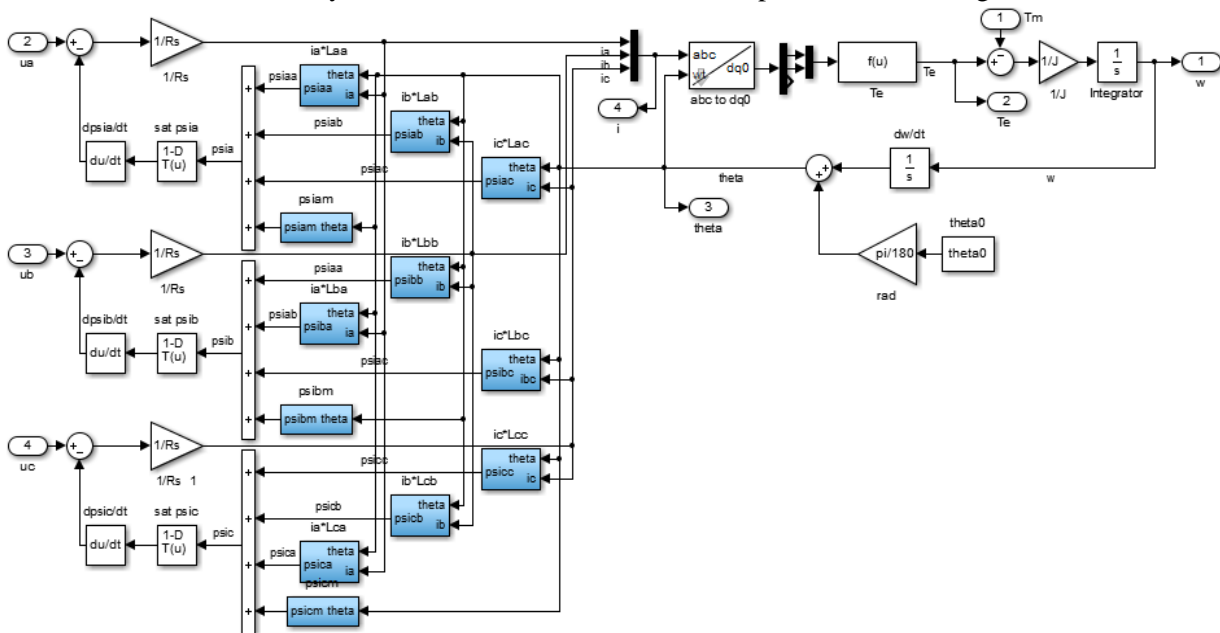 2
ua
1/Rs
1/Rs
dpsia/dt
du/dt
sat psia
1-D
T(u)
psia
ia*Laa
theta
psiaa
ia
psiaa
ib*Lab
theta
psiab
ib
psiab
ic*Lac
theta
psiac
ic
psiac
psiam
psiam theta
ia
ib
ic
4
i
abc
wt
dq0
abc to dq0
f(u)
Te
Te
1
Tm
2
Te
1/J
1/J
1
s
Integrator
1
w
dw/dt
1
s
w
theta
3
theta
theta0
theta0
pi/180
rad
3
ub
1/Rs
1/Rs
dpsib/dt
du/dt
sat psib
1-D
T(u)
psib
ib*Lbb
theta
psibb
ib
psiaa
ia*Lba
theta
psiba
ia
psiab
ic*Lbc
theta
psibc
ibc
psiac
psibm
psibm theta
4
uc
1/Rs
1/Rs 1
dpsic/dt
du/dt
sat psic
1-D
T(u)
psic
ic*Lcc
theta
psicc
ic
psicc
ib*Lcb
theta
psicb
ib
psicb
ia*Lca
theta
psica
ia
psica
psicm
psicm theta